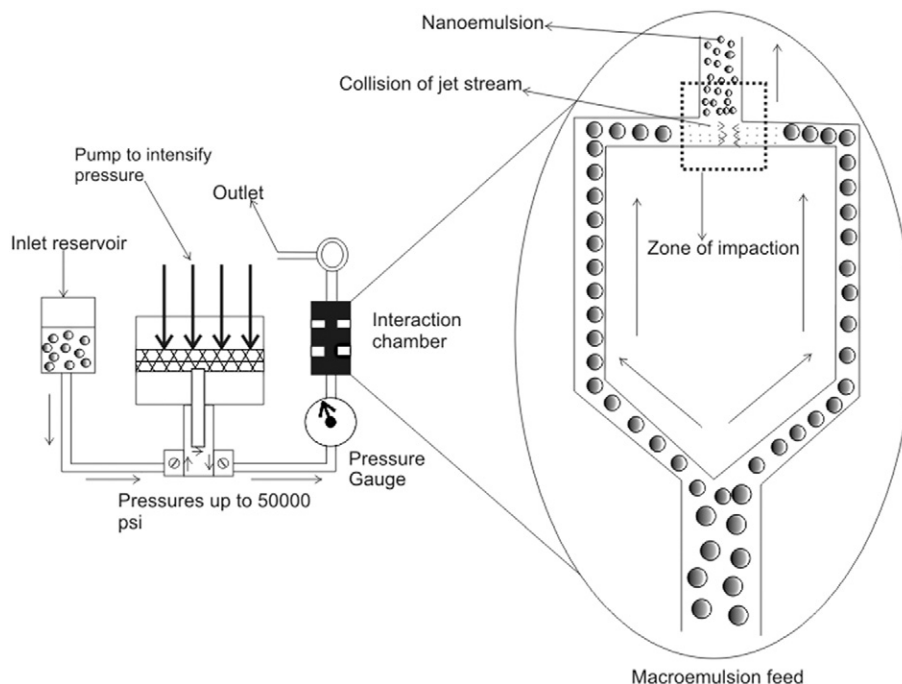 Nanoemulsion
Collision of jet stream
Pump to intensify
pressure
Outlet
Inlet reservoir
Zone of impaction
Interaction
chamber
Pressure
Gauge
Pressures up to 50000
psi
Macroemulsion feed